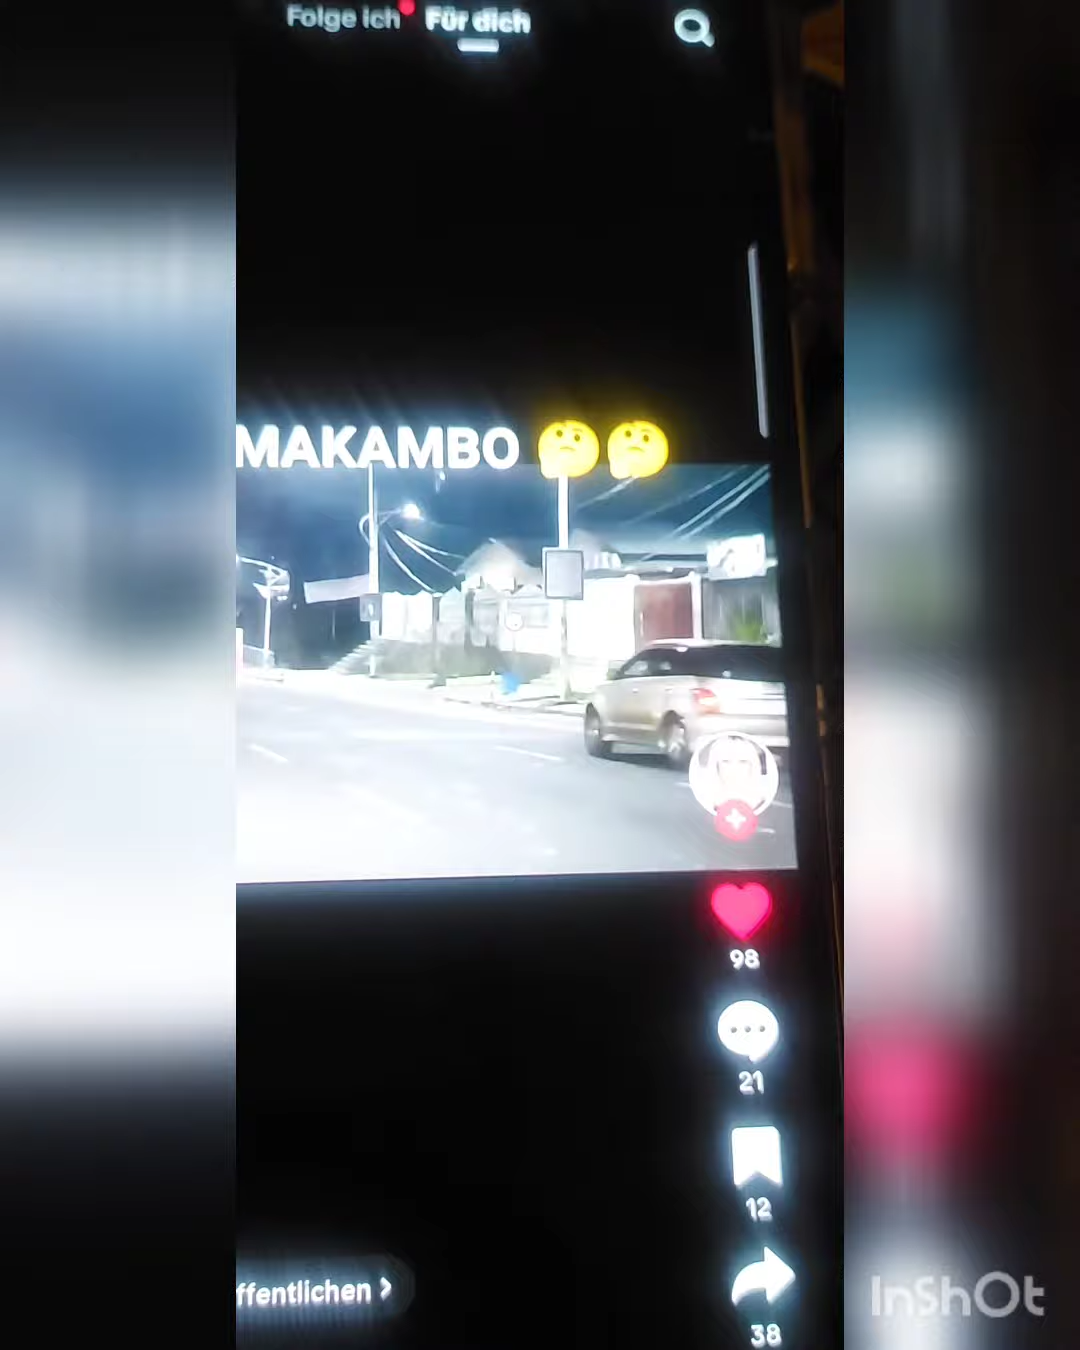 Folge ich Für dich
MAKAMBO 🤔🤔
98
21
12
ffentlichen >
38
InShOt